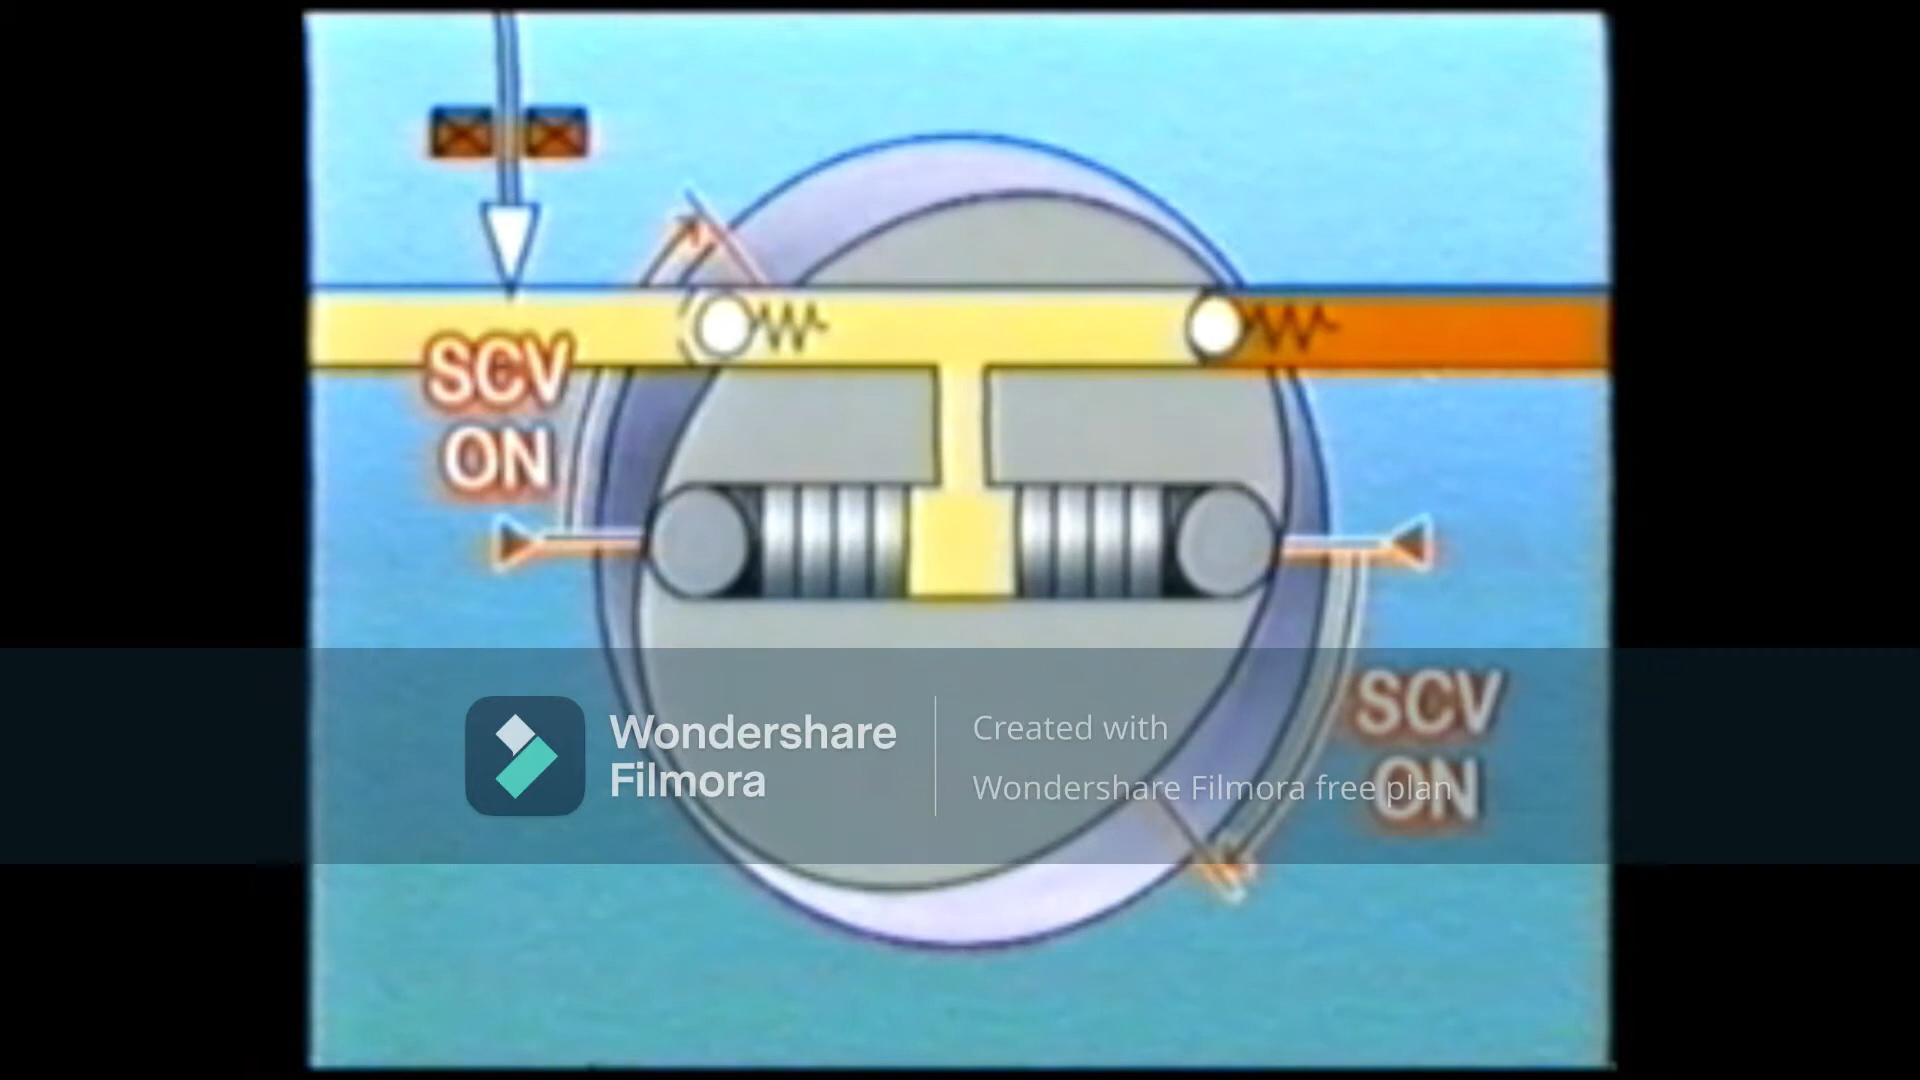 SCV
ON
SCV
ON
Wondershare
Filmora
Created with
Wondershare Filmora free plan